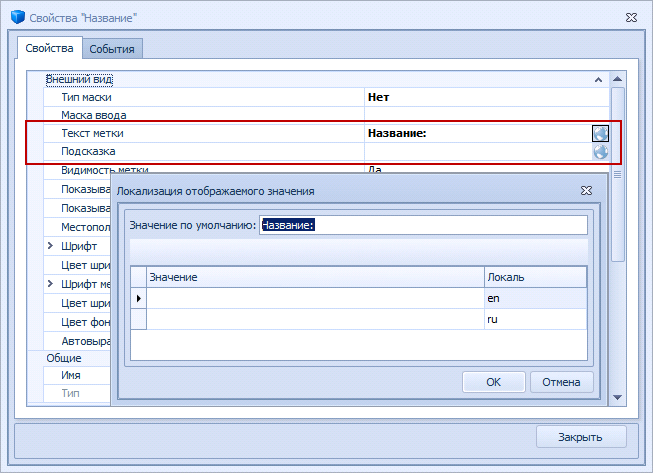 Свойства "Название"
Свойства События
Внешний вид
Тип маски Нет
Маска ввода
Текст метки Название:
Подсказка
Видимость метки Да
Локализация отображаемого значения
Значение по умолчанию: Название:
Значение Локаль
en
ru
OK Отмена
Показыва
Показыва
Местопол
Шрифт
Цвет шри
Шрифт ме
Цвет шри
Цвет фон
Автовыра
Общие
Имя
Тип
Закрыть